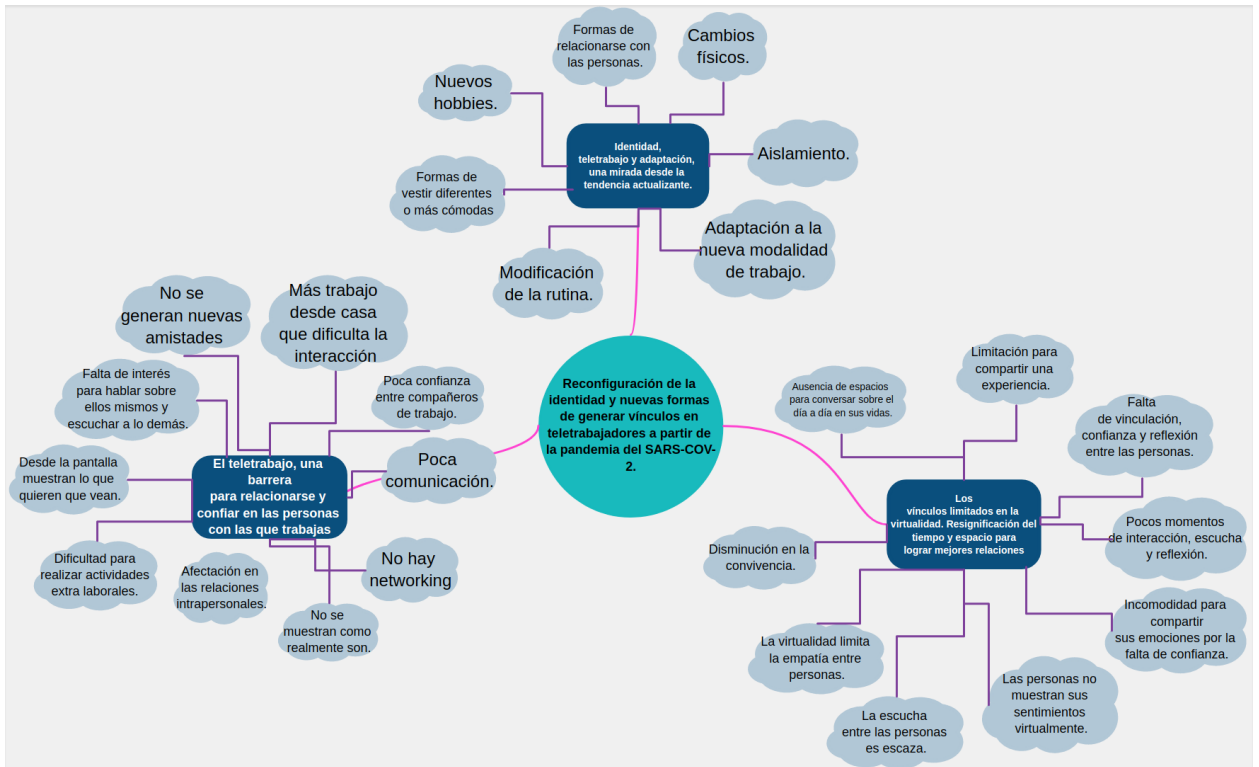 Formas de
relacionarse con
las personas.
Cambios
físicos.
Nuevos
hobbies.
Identidad,
teletrabajo y adaptación,
una mirada desde la
tendencia actualizante.
Aislamiento.
Formas de
vestir diferentes
o más cómodas
Adaptación a la
nueva modalidad
de trabajo.
Modificación
de la rutina.
No se
generan nuevas
amistades
Más trabajo
desde casa
que dificulta la
interacción
Falta de interés
para hablar sobre
ellos mismos y
escuchar a lo demás.
Poca confianza
entre compañeros
de trabajo.
Desde la pantalla
muestran lo que
quieren que vean.
El teletrabajo, una
barrera
para relacionarse y
confiar en las personas
con las que trabajas
Poca
comunicación.
Dificultad para
realizar actividades
extra laborales.
Afectación en
las relaciones
intrapersonales.
No se
muestran como
realmente son.
No hay
networking
Reconfiguración de la
identidad y nuevas formas
de generar vínculos en
teletrabajadores a partir de
la pandemia del SARS-COV-
2.
Ausencia de espacios
para conversar sobre el
día a día en sus vidas.
Limitación para
compartir una
experiencia.
Falta
de vinculación,
confianza y reflexión
entre las personas.
Los
vínculos limitados en la
virtualidad. Resignificación del
tiempo y espacio para
lograr mejores relaciones
Pocos momentos
de interacción, escucha
y reflexión.
Disminución en la
convivencia.
Incomodidad para
compartir
sus emociones por la
falta de confianza.
La virtualidad limita
la empatía entre
personas.
La escucha
entre las personas
es escaza.
Las personas no
muestran sus
sentimientos
virtualmente.